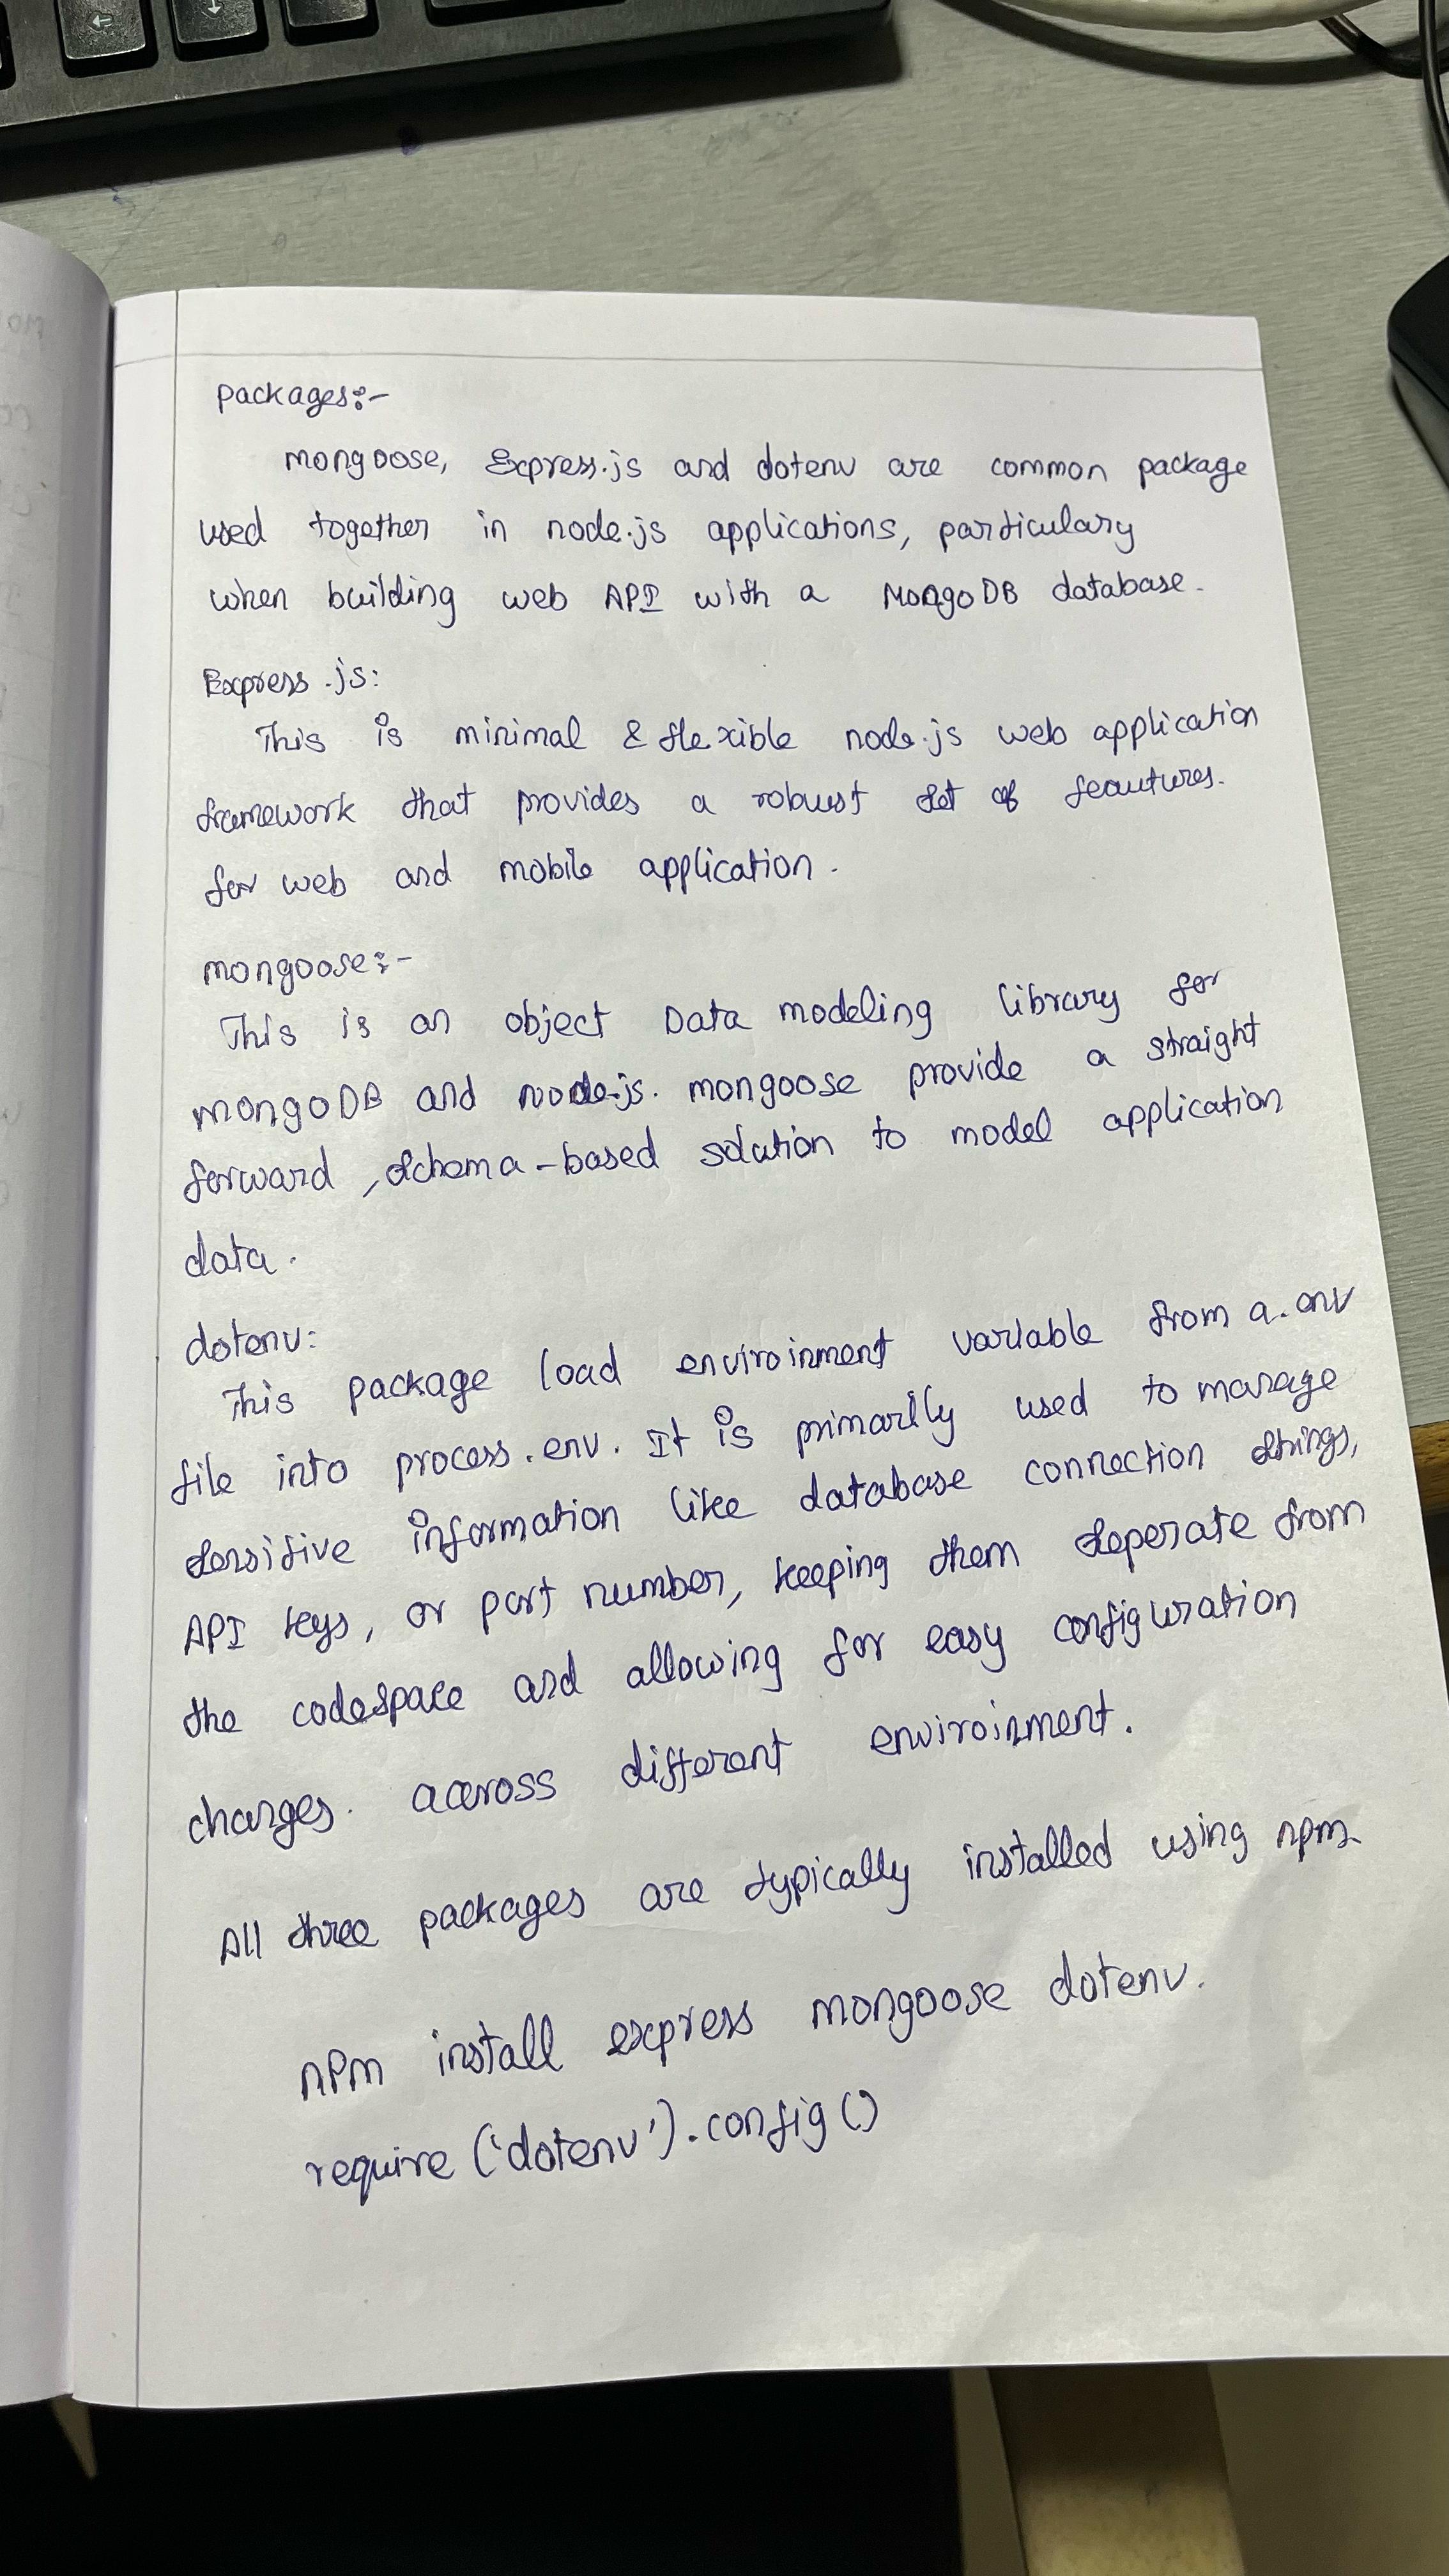 Packages:-
mongoose, Express.js and dotenv are common package
used together in node.js applications, particulary
when building web API with a MongoDB database.
Express.js:
This is minimal & flexible node.js web application
framework that provides a robust set of feautures.
for web and mobile application.
mongoose:-
This is an object Data modeling library for
mongoDB and Node.js. mongoose provide a straight
forward, schema-based solution to model application
data.
dotenv:
This package load enviroinment variable from a .env
file into process.env. It is primarily used to manage
sensitive information like database connection strings,
API keys, or port number, keeping them seperate from
the codespace and allowing for easy configuration
changes. across different enviroinment.
All three packages are typically installed using npm.
npm install express mongoose dotenv.
require ('dotenv').config()